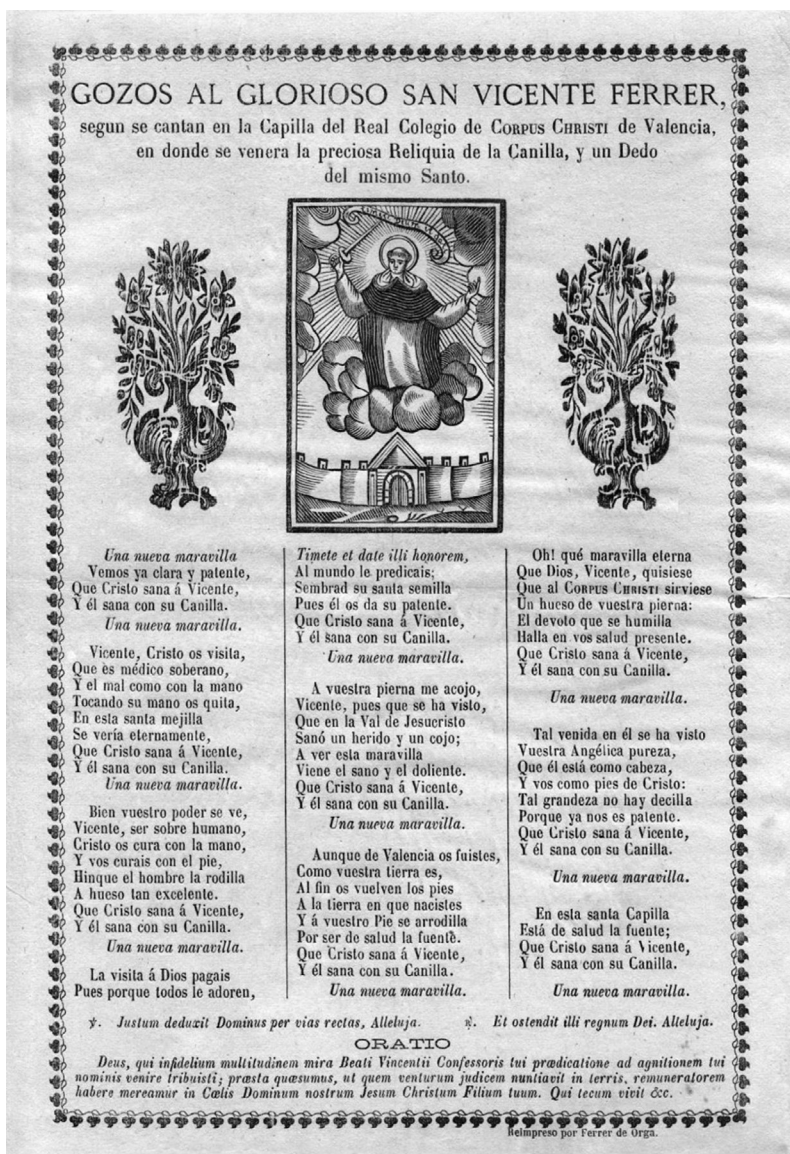 GOZOS AL GLORIOSO SAN VICENTE FERRER,
segun se cantan en la Capilla del Real Colegio de CORPUS CHRISTI de Valencia,
en donde se venera la preciosa Reliquia de la Canilla, y un Dedo
del mismo Santo.
Una nueva maravilla
Vemos ya clara y patente,
Que Cristo sana á Vicente,
Y él sana con su Canilla.
Una nueva maravilla.
Vicente, Cristo os visita,
Que es médico soberano,
Y el mal como con la mano
Tocando su mano os quita,
En esta santa mejilla
Se vería eternamente,
Que Cristo sana á Vicente,
Y él sana con su Canilla.
Una nueva maravilla.
Bien vuestro poder se ve,
Vicente, ser sobre humano,
Cristo os cura con la mano,
Y vos curais con el pie,
Hinque el hombre la rodilla
A hueso tan excelente.
Que Cristo sana á Vicente,
Y él sana con su Canilla.
Una nueva maravilla.
La visita á Dios pagais
Pues porque todos le adoren,
Timete et date illi honorem,
Al mundo le predicais;
Sembrad su santa semilla
Pues él os da su patente.
Que Cristo sana á Vicente,
Y él sana con su Canilla.
Una nueva maravilla.
A vuestra pierna me acojo,
Vicente, pues que se ha visto,
Que en la Val de Jesucristo
Sanó un herido y un cojo;
A ver esta maravilla
Viene el sano y el doliente.
Que Cristo sana á Vicente,
Y él sana con su Canilla.
Una nueva maravilla.
Aunque de Valencia os fuistes,
Como vuestra tierra es,
Al fin os vuelven los pies
A la tierra en que nacistes
Y á vuestro Pie se arrodilla
Por ser de salud la fuente.
Que Cristo sana á Vicente,
Y él sana con su Canilla.
Una nueva maravilla.
Oh! qué maravilla eterna
Que Dios, Vicente, quisiese
Que al CORPUS CHRISTI sirviese
Un hueso de vuestra pierna:
El devoto que se humilla
Halla en vos salud presente.
Que Cristo sana á Vicente,
Y él sana con su Canilla.
Una nueva maravilla.
Tal venida en él se ha visto
Vuestra Angélica pureza,
Que él está como cabeza,
Y vos como pies de Cristo:
Tal grandeza no hay decilla
Porque ya nos es patente.
Que Cristo sana á Vicente,
Y él sana con su Canilla.
Una nueva maravilla.
En esta santa Capilla
Está de salud la fuente;
Que Cristo sana á Vicente,
Y él sana con su Canilla.
Una nueva maravilla.
℣. Justum deduxit Dominus per vias rectas, Alleluja. ℟. Et ostendit illi regnum Dei. Alleluja.
ORATIO
Deus, qui infidelium multitudinem mira Beati Vincentii Confessoris tui prædicatione ad agnitionem tui
nominis venire tribuisti; præsta quæsumus, ut quem venturum judicem nuntiavit in terris, remuneratorem
habere mereamur in Cœlis Dominum nostrum Jesum Christum Filium tuum. Qui tecum vivit &c.
Reimpreso por Ferrer de Orga.